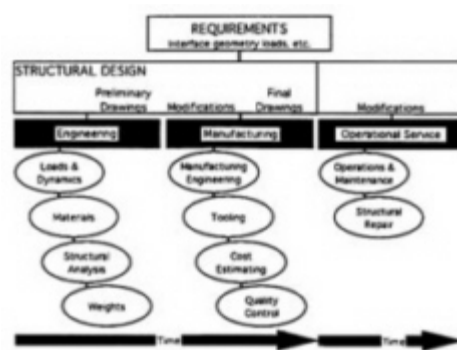 REQUIREMENTS
Interface geometry loads, etc.
STRUCTURAL DESIGN
Preliminary
Drawings
Modifications
Final
Drawings
Modifications
Engineering
Manufacturing
Operational Service
Loads &
Dynamics
Manufacturing
Engineering
Operations &
Maintenance
Materials
Tooling
Structural
Repair
Structural
Analysis
Cost
Estimating
Weights
Quality
Control
Time
Time